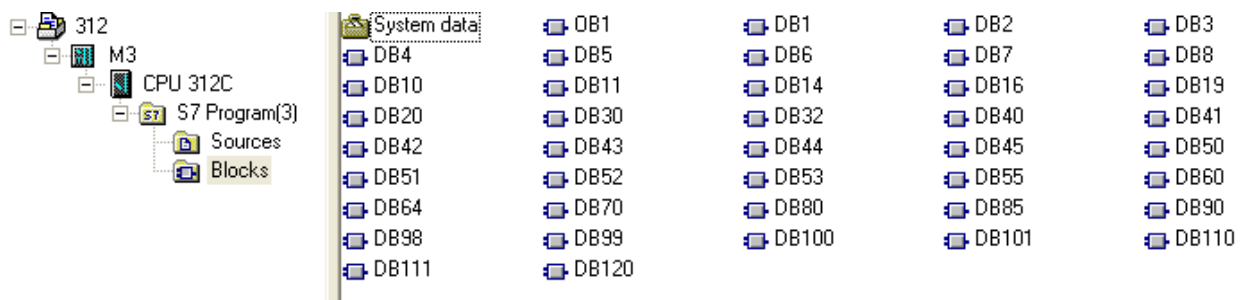 312
M3
CPU 312C
S7 Program(3)
Sources
Blocks
System data OB1 DB1 DB2 DB3
DB4 DB5 DB6 DB7 DB8
DB10 DB11 DB14 DB16 DB19
DB20 DB30 DB32 DB40 DB41
DB42 DB43 DB44 DB45 DB50
DB51 DB52 DB53 DB55 DB60
DB64 DB70 DB80 DB85 DB90
DB98 DB99 DB100 DB101 DB110
DB111 DB120